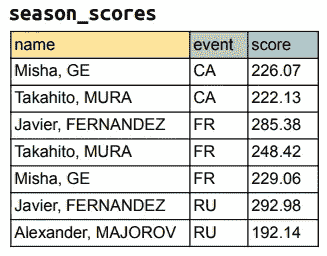 season_scores
name event score
Misha, GE CA 226.07
Takahito, MURA CA 222.13
Javier, FERNANDEZ FR 285.38
Takahito, MURA FR 248.42
Misha, GE FR 229.06
Javier, FERNANDEZ RU 292.98
Alexander, MAJOROV RU 192.14